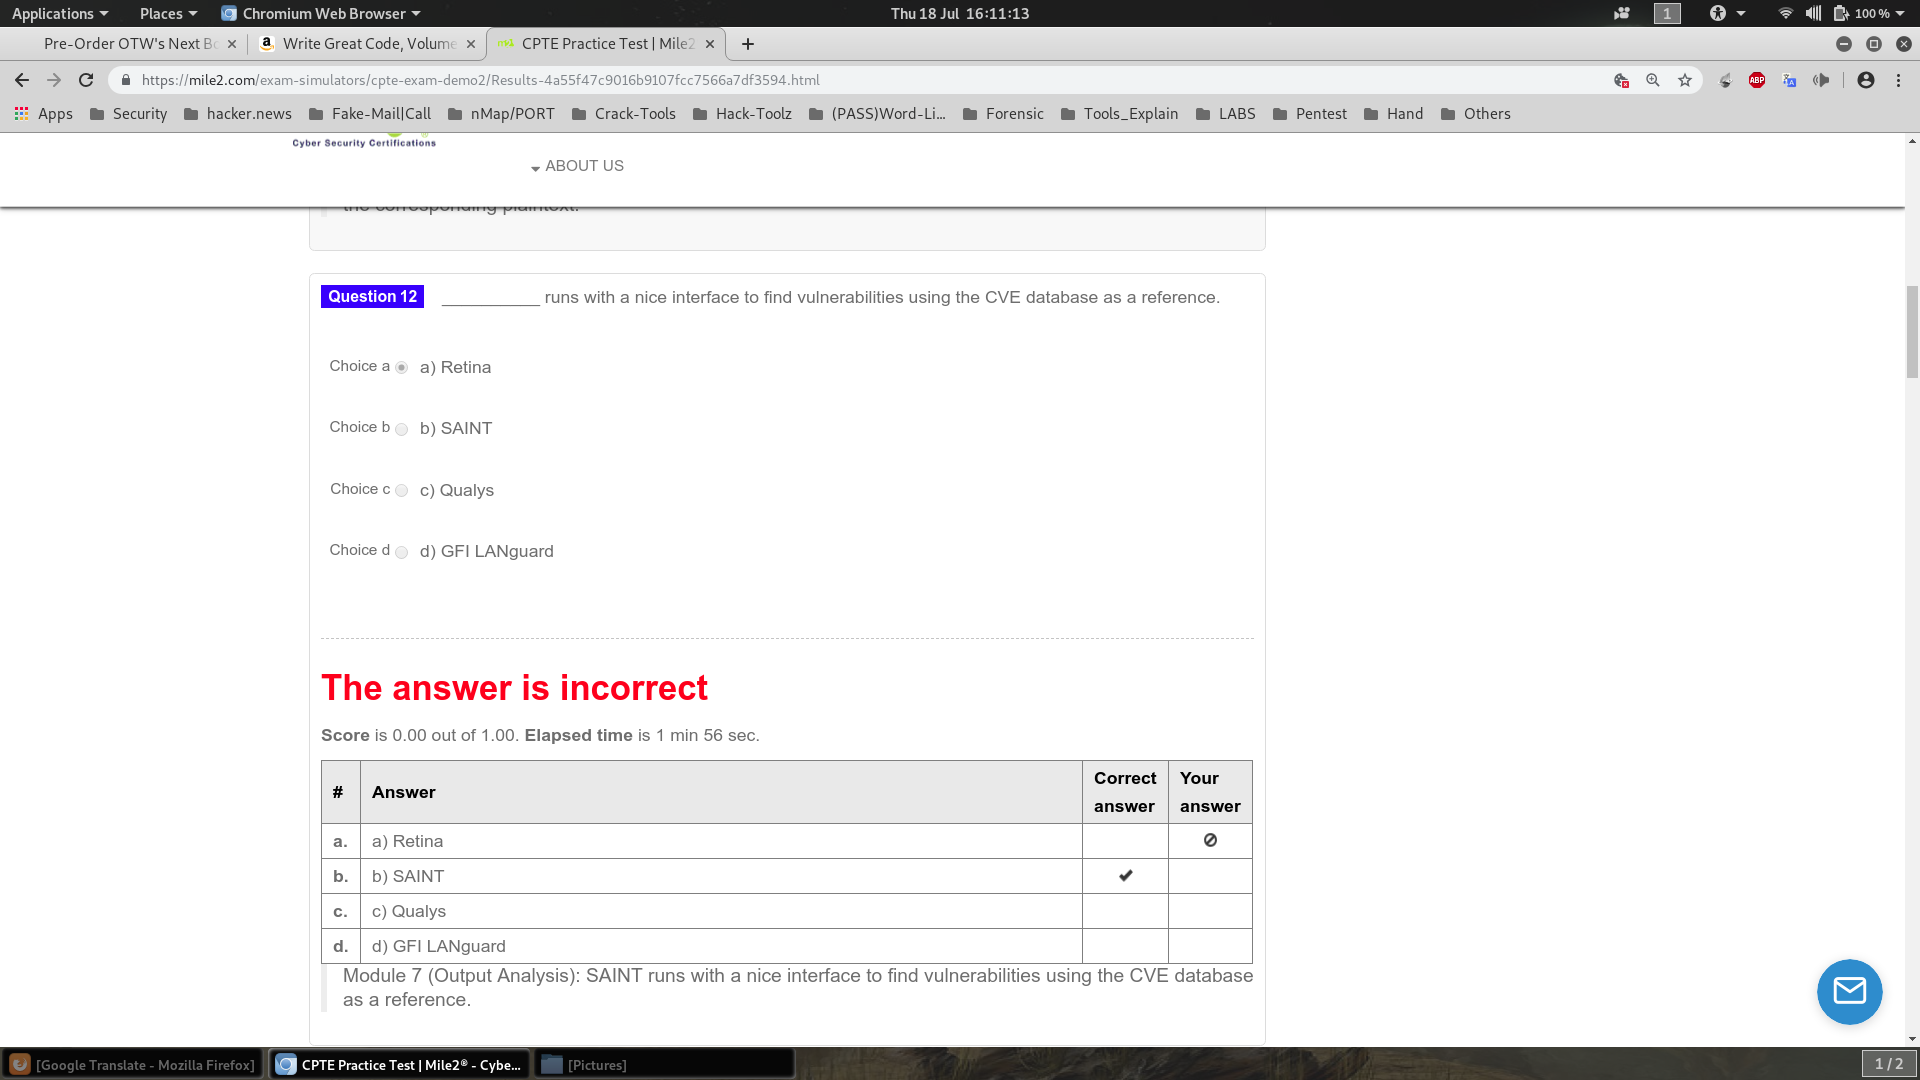 Applications Places Chromium Web Browser Thu 18 Jul 16:11:13 1 100 %
Pre-Order OTW's Next Bo Write Great Code, Volume CPTE Practice Test | Mile2
https://mile2.com/exam-simulators/cpte-exam-demo2/Results-4a55f47c9016b9107fcc7566a7df3594.html ABP
Apps Security hacker.news Fake-Mail|Call nMap/PORT Crack-Tools Hack-Toolz (PASS)Word-Li... Forensic Tools_Explain LABS Pentest Hand Others
Cyber Security Certifications
ABOUT US
the corresponding plaintext.
Question 12 __________ runs with a nice interface to find vulnerabilities using the CVE database as a reference.
Choice a a) Retina
Choice b b) SAINT
Choice c c) Qualys
Choice d d) GFI LANguard
The answer is incorrect
Score is 0.00 out of 1.00. Elapsed time is 1 min 56 sec.
# Answer Correct answer Your answer
a. a) Retina
b. b) SAINT
c. c) Qualys
d. d) GFI LANguard
Module 7 (Output Analysis): SAINT runs with a nice interface to find vulnerabilities using the CVE database
as a reference.
[Google Translate - Mozilla Firefox] CPTE Practice Test | Mile2® - Cybe... [Pictures] 1 / 2